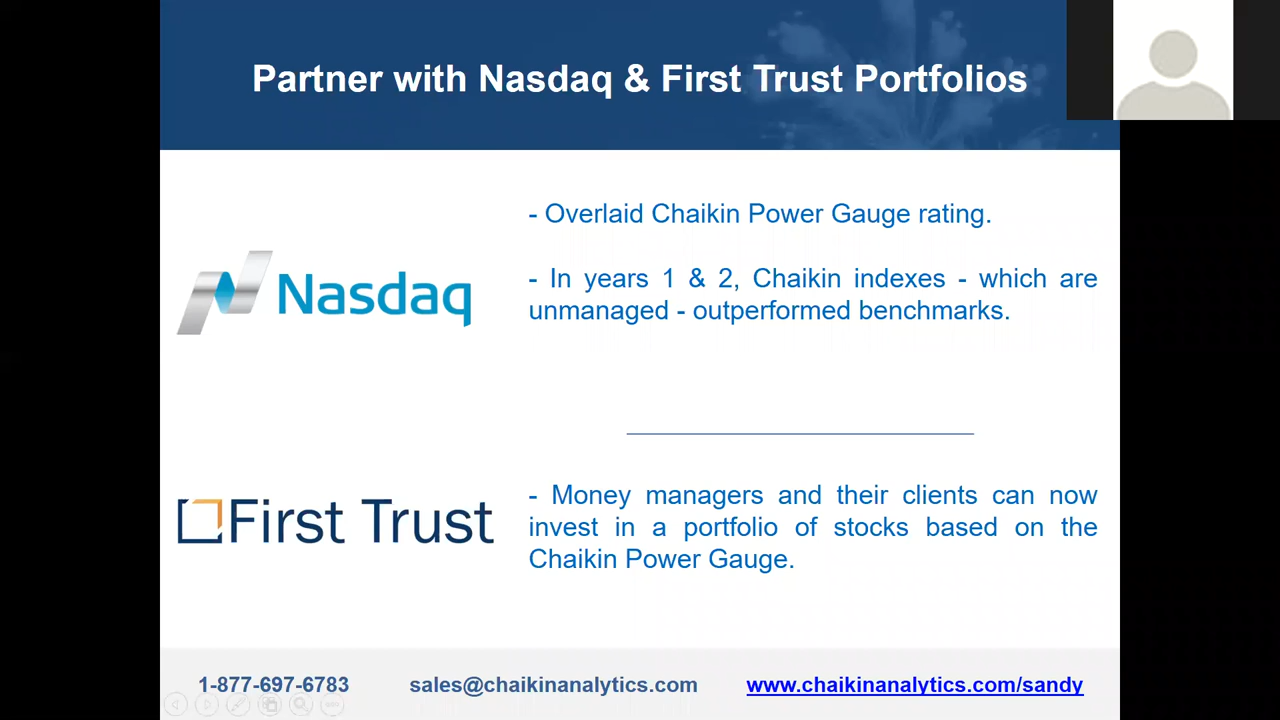 Partner with Nasdaq & First Trust Portfolios
Nasdaq
- Overlaid Chaikin Power Gauge rating.
- In years 1 & 2, Chaikin indexes - which are
unmanaged - outperformed benchmarks.
First Trust
- Money managers and their clients can now
invest in a portfolio of stocks based on the
Chaikin Power Gauge.
1-877-697-6783
sales@chaikinanalytics.com
www.chaikinanalytics.com/sandy